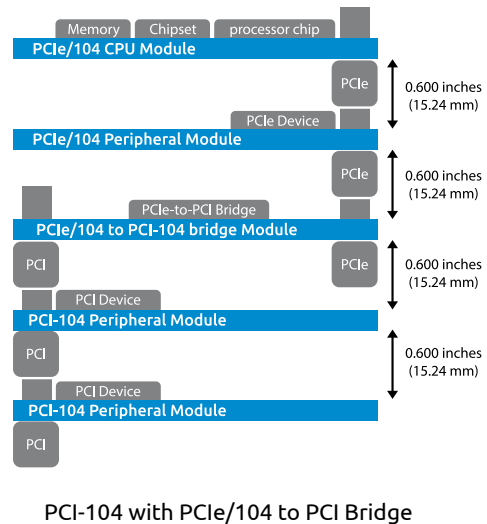 Memory Chipset processor chip
PCIe/104 CPU Module
PCIe
0.600 inches
(15.24 mm)
PCIe Device
PCIe/104 Peripheral Module
PCIe
0.600 inches
(15.24 mm)
PCIe-to-PCI Bridge
PCIe/104 to PCI-104 bridge Module
PCI PCIe
0.600 inches
(15.24 mm)
PCI Device
PCI-104 Peripheral Module
PCI
0.600 inches
(15.24 mm)
PCI Device
PCI-104 Peripheral Module
PCI
PCI-104 with PCIe/104 to PCI Bridge